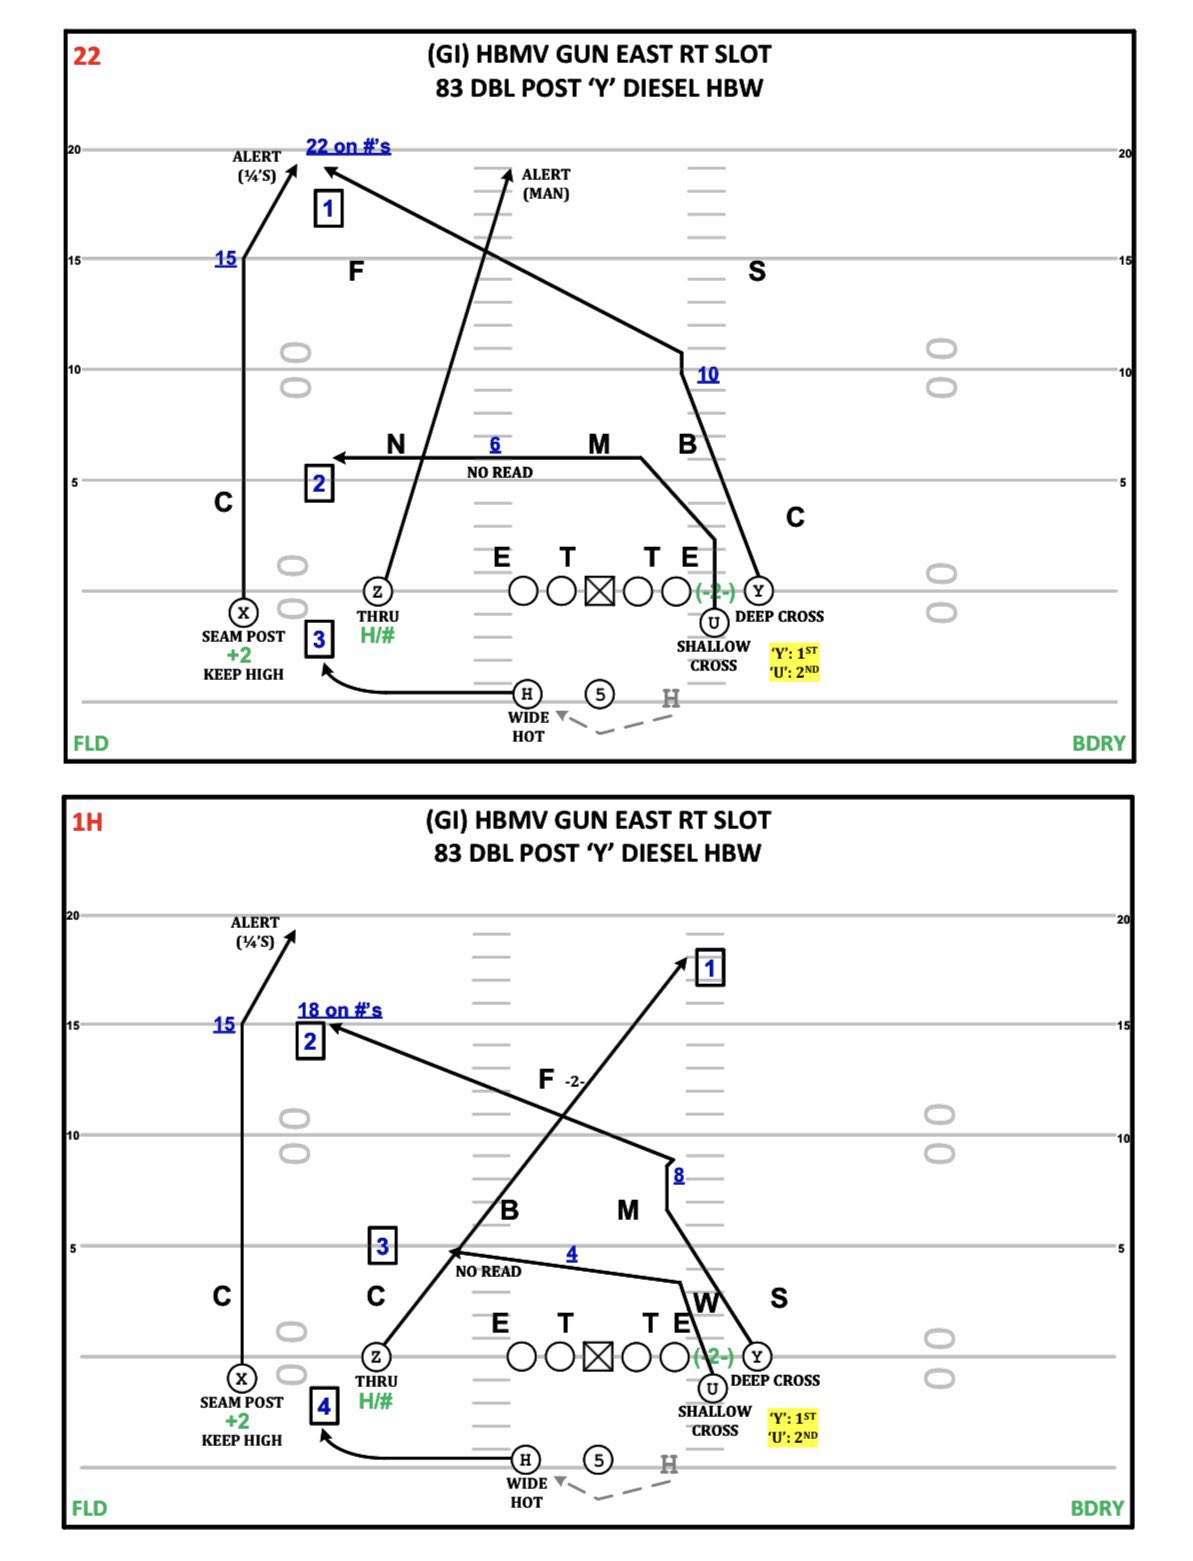 22
(GI) HBMV GUN EAST RT SLOT
83 DBL POST ‘Y’ DIESEL HBW
20
20
ALERT
(¼’S)
22 on #’s
ALERT
(MAN)
1
15
15
15
F
S
10
10
10
N
6
M
B
NO READ
5
5
2
C
C
E
T
T
E
X
Z
(-2-)
Y
U
SEAM POST
+2
KEEP HIGH
THRU
H/#
3
DEEP CROSS
SHALLOW
CROSS
‘Y’: 1ST
‘U’: 2ND
H
5
H
WIDE
HOT
FLD
BDRY
1H
(GI) HBMV GUN EAST RT SLOT
83 DBL POST ‘Y’ DIESEL HBW
20
20
ALERT
(¼’S)
1
18 on #’s
15
15
15
2
F
-2-
10
10
8
B
M
3
5
5
4
NO READ
C
C
W
S
E
T
T
E
X
Z
(-2-)
Y
U
SEAM POST
+2
KEEP HIGH
THRU
H/#
4
DEEP CROSS
SHALLOW
CROSS
‘Y’: 1ST
‘U’: 2ND
H
5
H
WIDE
HOT
FLD
BDRY